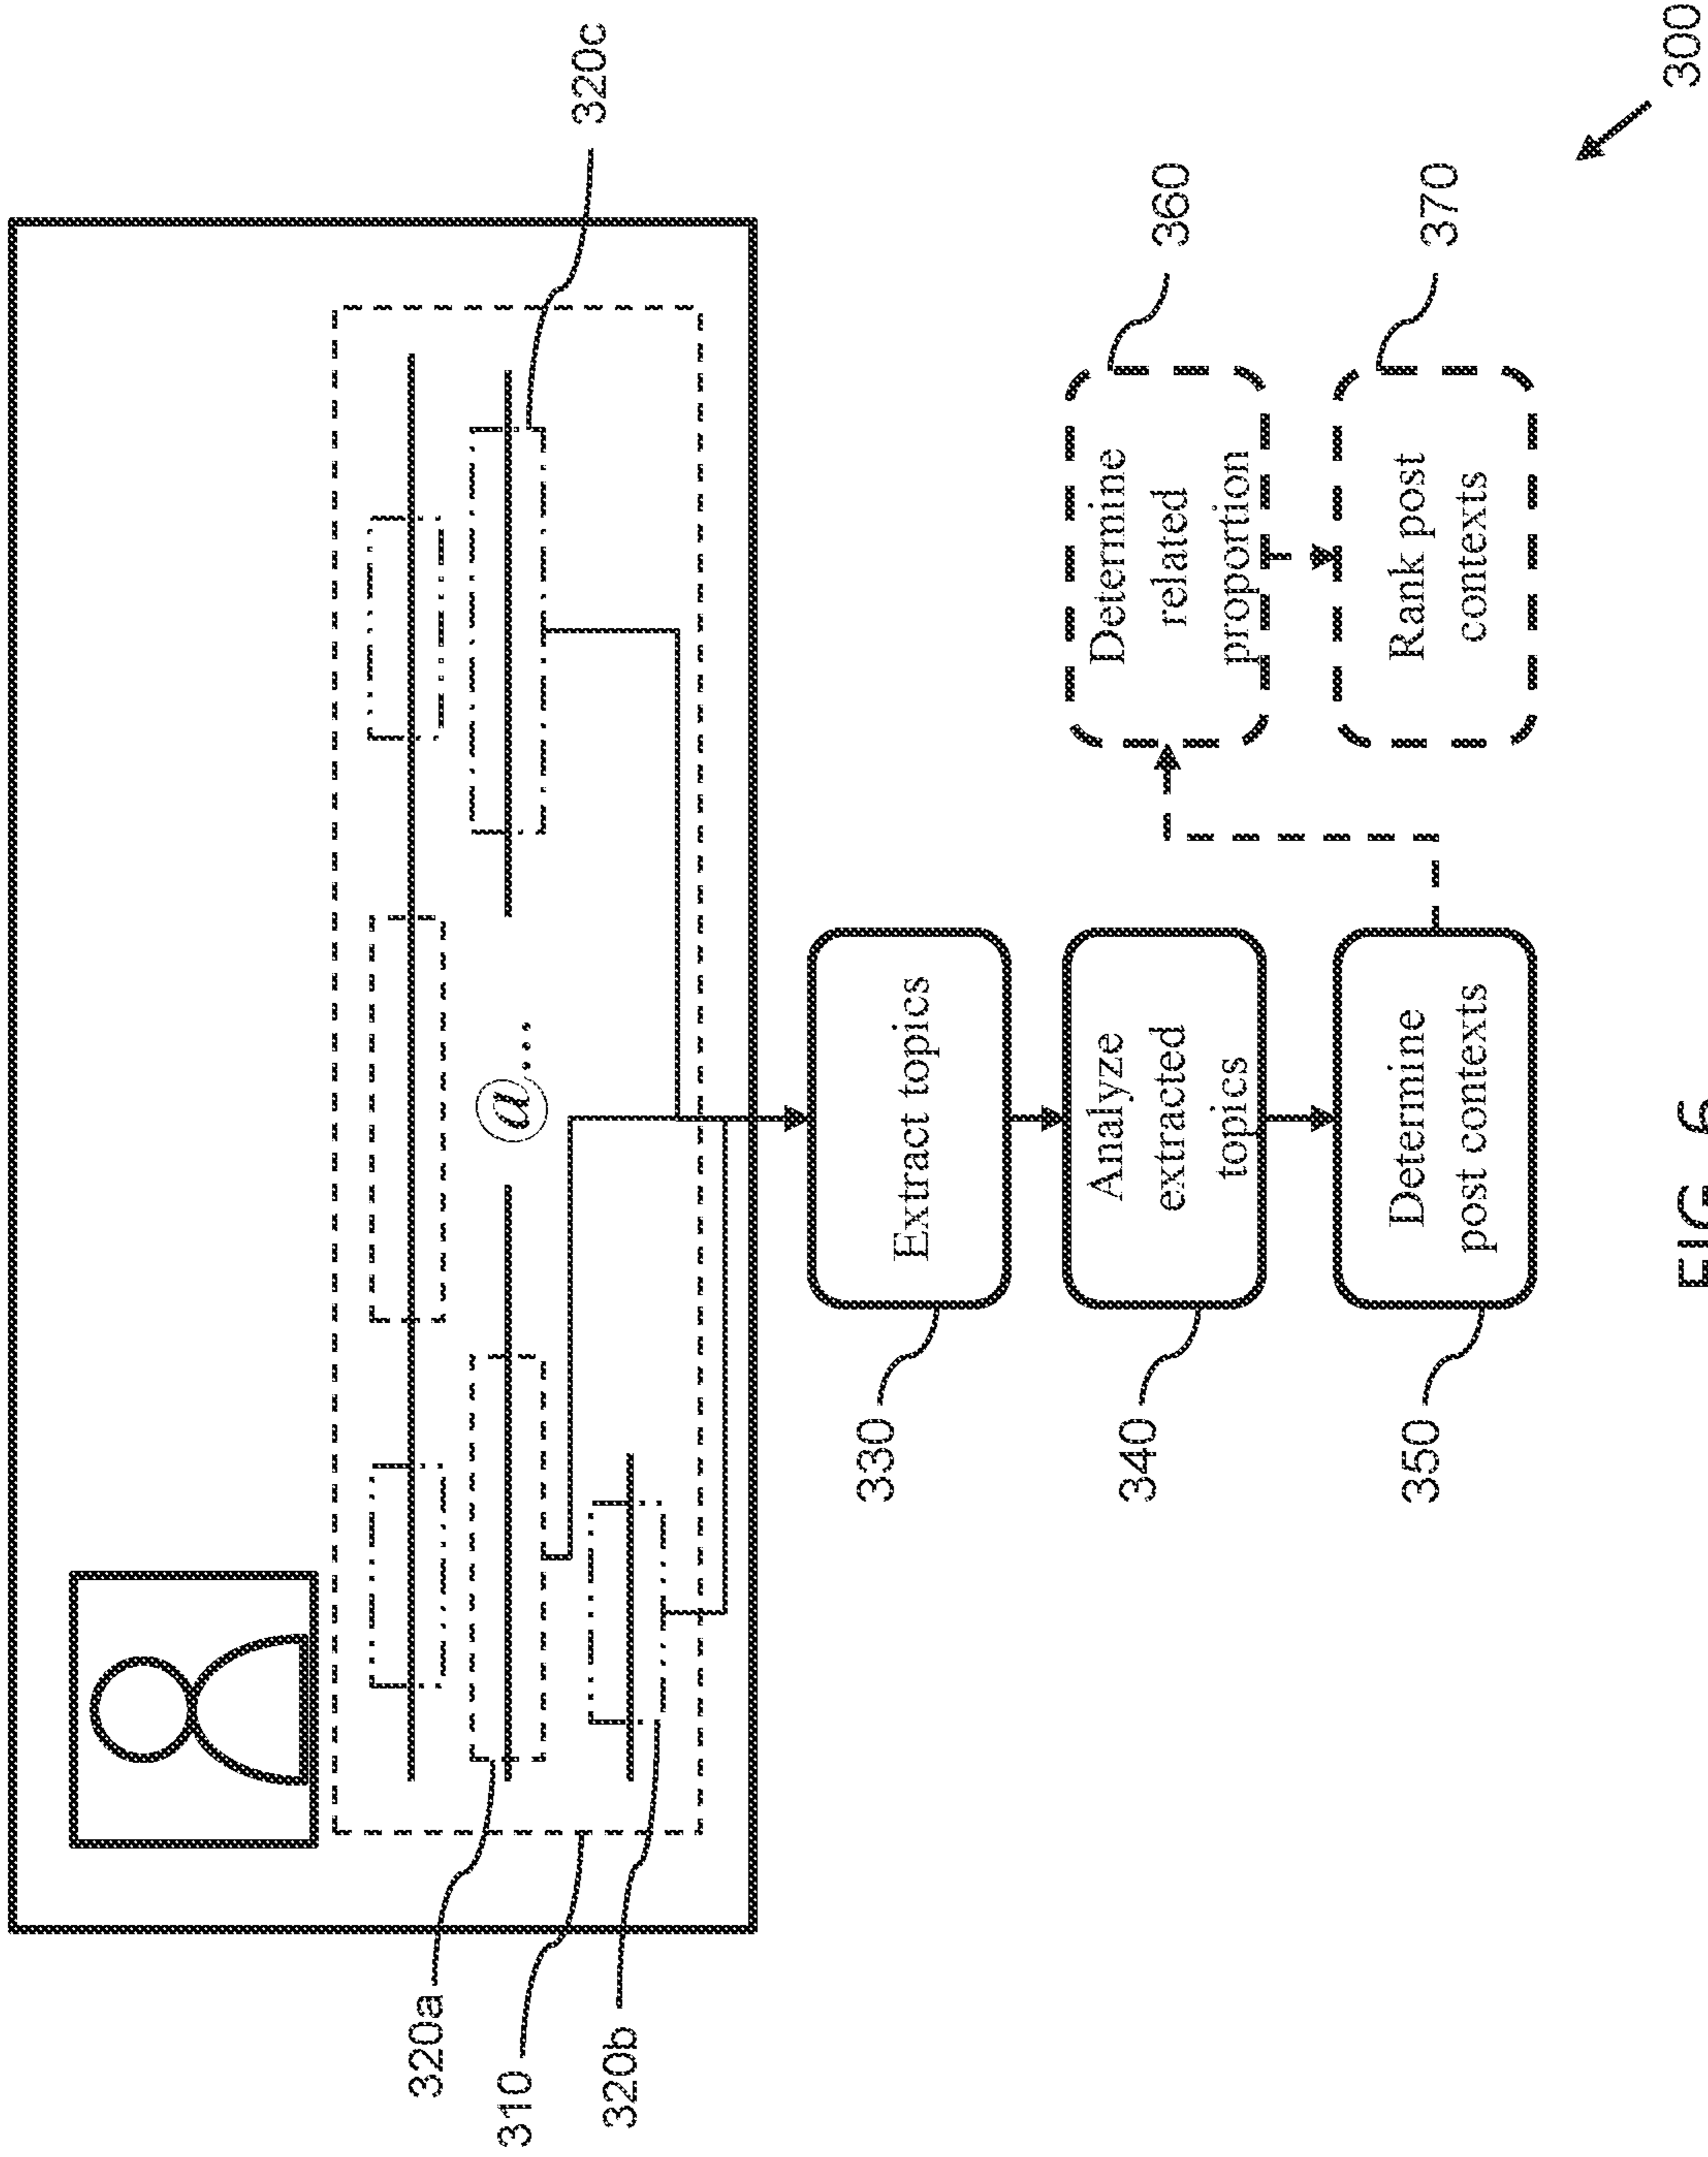 320c
@...
320a
310
320b
330
Extract topics
340
Analyze
extracted
topics
350
Determine
post contexts
360
Determine
related
proportion
370
Rank post
contexts
300
FIG. 6